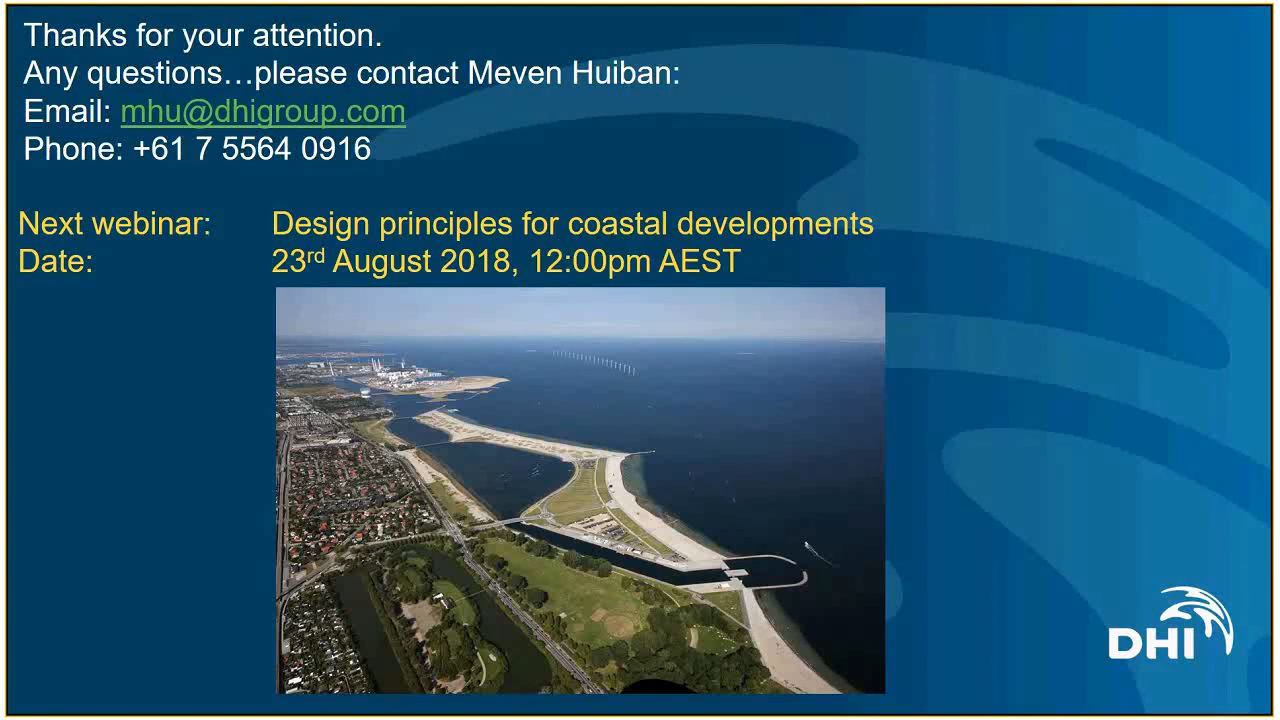 Thanks for your attention.
Any questions…please contact Meven Huiban:
Email: mhu@dhigroup.com
Phone: +61 7 5564 0916
Next webinar: Design principles for coastal developments
Date: 23rd August 2018, 12:00pm AEST
DHI